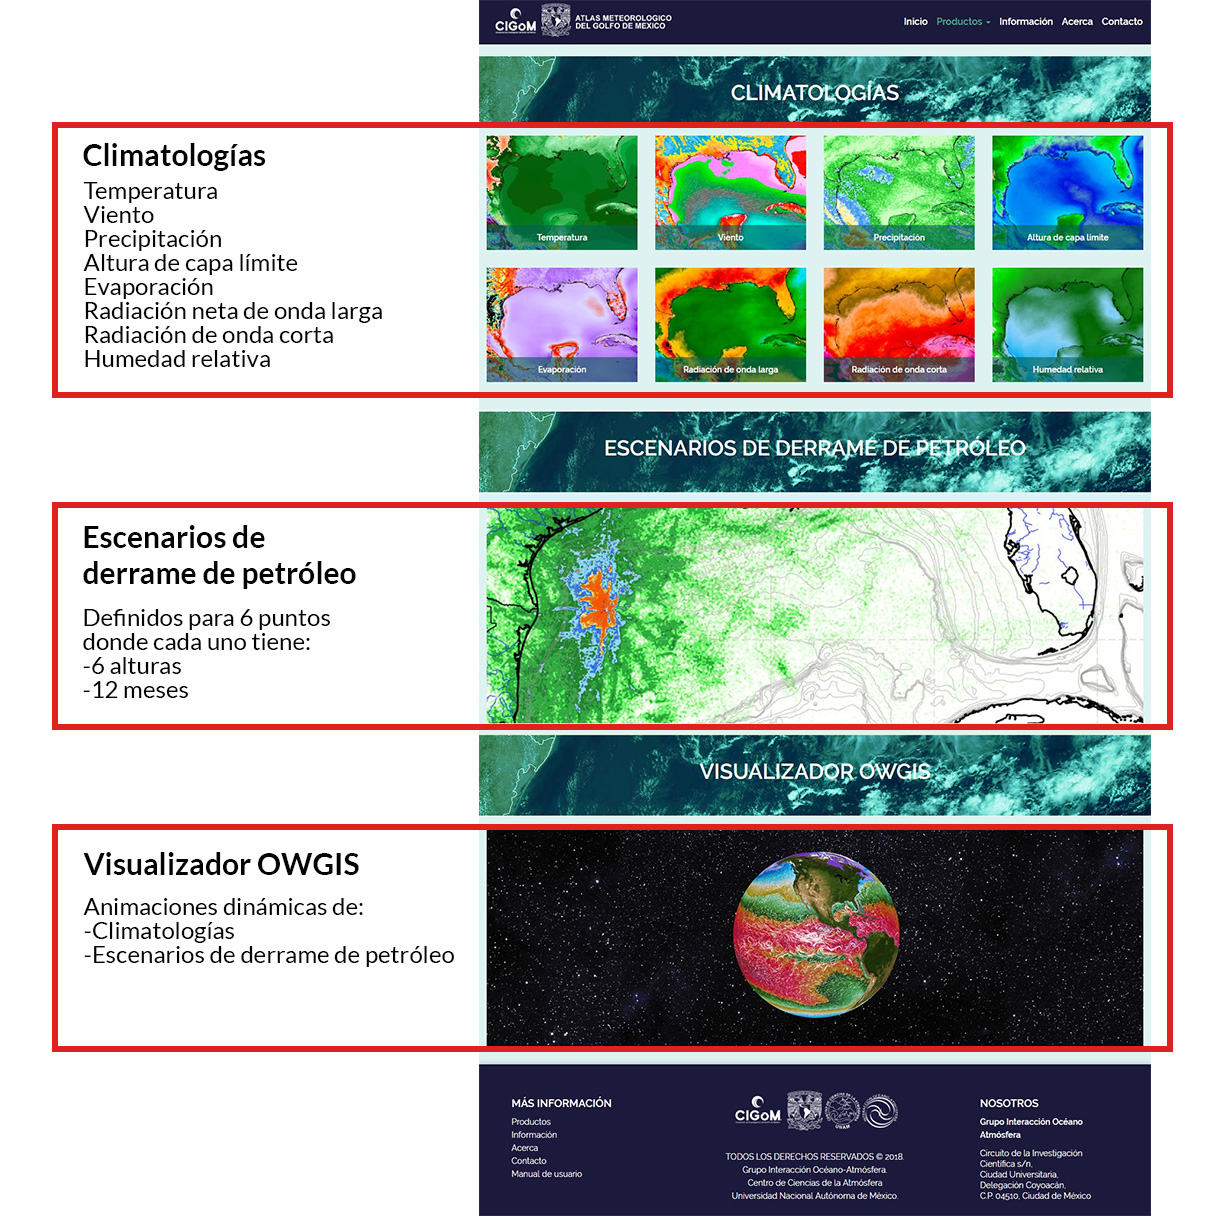 CIGoM
ATLAS METEOROLOGICO
DEL GOLFO DE MEXICO
Inicio Productos Información Acerca Contacto
CLIMATOLOGÍAS
Climatologías
Temperatura
Viento
Precipitación
Altura de capa límite
Evaporación
Radiación neta de onda larga
Radiación de onda corta
Humedad relativa
Temperatura
Viento
Precipitación
Altura de capa límite
Evaporación
Radiación de onda larga
Radiación de onda corta
Humedad relativa
ESCENARIOS DE DERRAME DE PETRÓLEO
Escenarios de
derrame de petróleo
Definidos para 6 puntos
donde cada uno tiene:
-6 alturas
-12 meses
VISUALIZADOR OWGIS
Visualizador OWGIS
Animaciones dinámicas de:
-Climatologías
-Escenarios de derrame de petróleo
MÁS INFORMACIÓN
Productos
Información
Acerca
Contacto
Manual de usuario
CIGoM
UNAM
TODOS LOS DERECHOS RESERVADOS © 2018.
Grupo Interacción Océano-Atmósfera.
Centro de Ciencias de la Atmósfera
Universidad Nacional Autónoma de México.
NOSOTROS
Grupo Interacción Océano
Atmósfera
Circuito de la Investigación
Científica s/n,
Ciudad Universitaria,
Delegación Coyoacán,
C.P. 04510, Ciudad de México